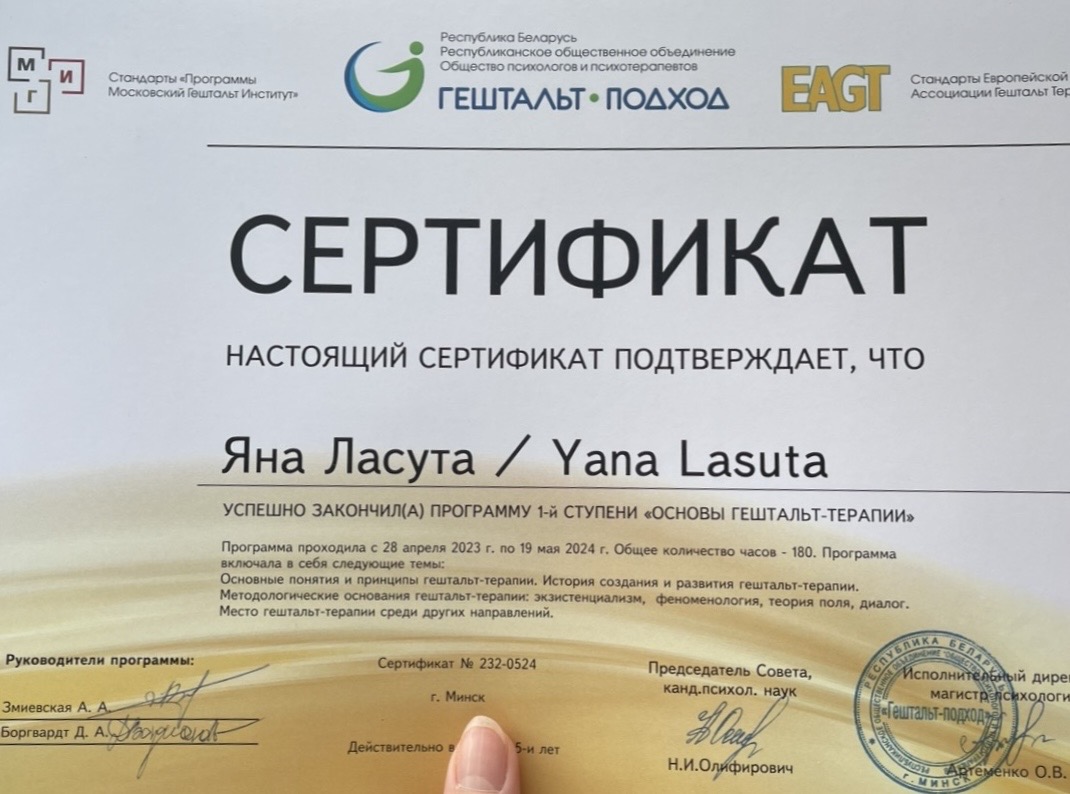 М
И
Г
Стандарты «Программы
Московский Гештальт Институт»
Республика Беларусь
Республиканское общественное объединение
Общество психологов и психотерапевтов
ГЕШТАЛЬТ • ПОДХОД
EAGT
Стандарты Европейской
Ассоциации Гештальт
СЕРТИФИКАТ
НАСТОЯЩИЙ СЕРТИФИКАТ ПОДТВЕРЖДАЕТ, ЧТО
Яна Ласута / Yana Lasuta
УСПЕШНО ЗАКОНЧИЛ(А) ПРОГРАММУ 1-й СТУПЕНИ «ОСНОВЫ ГЕШТАЛЬТ-ТЕРАПИИ»
Программа проходила с 28 апреля 2023 г. по 19 мая 2024 г. Общее количество часов - 180. Программа
включала в себя следующие темы:
Основные понятия и принципы гештальт-терапии. История создания и развития гештальт-терапии.
Методологические основания гештальт-терапии: экзистенциализм, феноменология, теория поля, диалог.
Место гештальт-терапии среди других направлений.
Руководители программы:
Змиевская А. А.
Боргвардт Д. А.
Сертификат № 232-0524
г. Минск
Действительно в 5-и лет
Председатель Совета,
канд.психол. наук
Н.И.Олифирович
Исполнительный
магистр
Артеменко О.В.
РЕСПУБЛИКА БЕЛАРУСЬ
«Гештальт-подход»
г. МИНСК